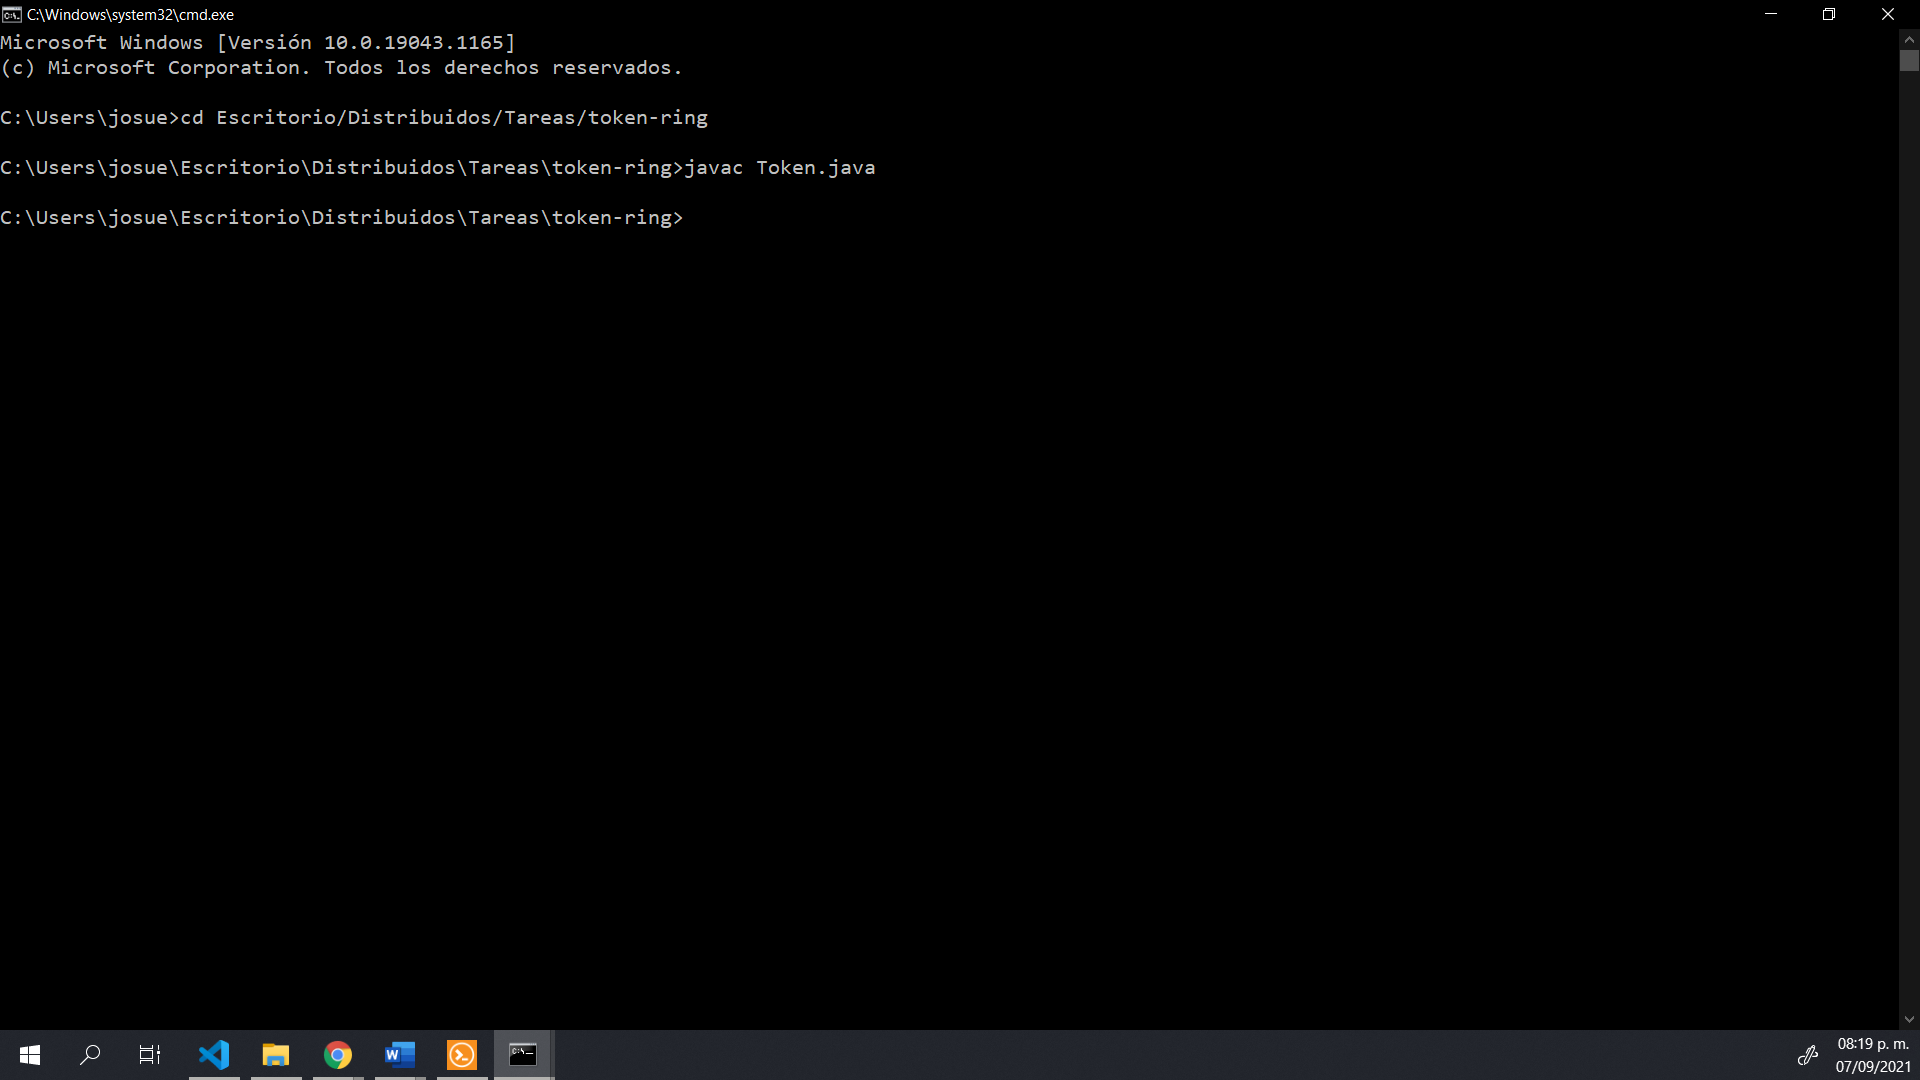 C:\Windows\system32\cmd.exe
Microsoft Windows [Versión 10.0.19043.1165]
(c) Microsoft Corporation. Todos los derechos reservados.
C:\Users\josue>cd Escritorio/Distribuidos/Tareas/token-ring
C:\Users\josue\Escritorio\Distribuidos\Tareas\token-ring>javac Token.java
C:\Users\josue\Escritorio\Distribuidos\Tareas\token-ring>
08:19 p. m.
07/09/2021